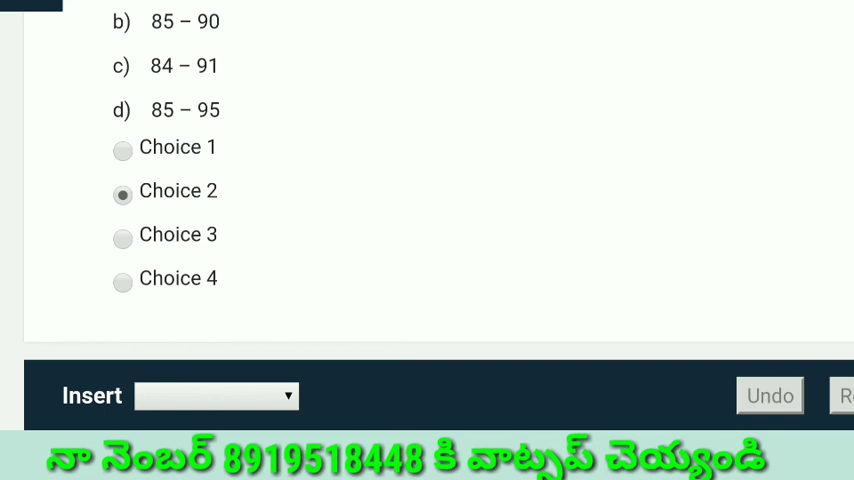 b) 85 – 90
c) 84 – 91
d) 85 – 95
Choice 1
Choice 2
Choice 3
Choice 4
Insert
Undo
నా నెంబర్ 8919518448 కి వాట్సప్ చెయ్యండి